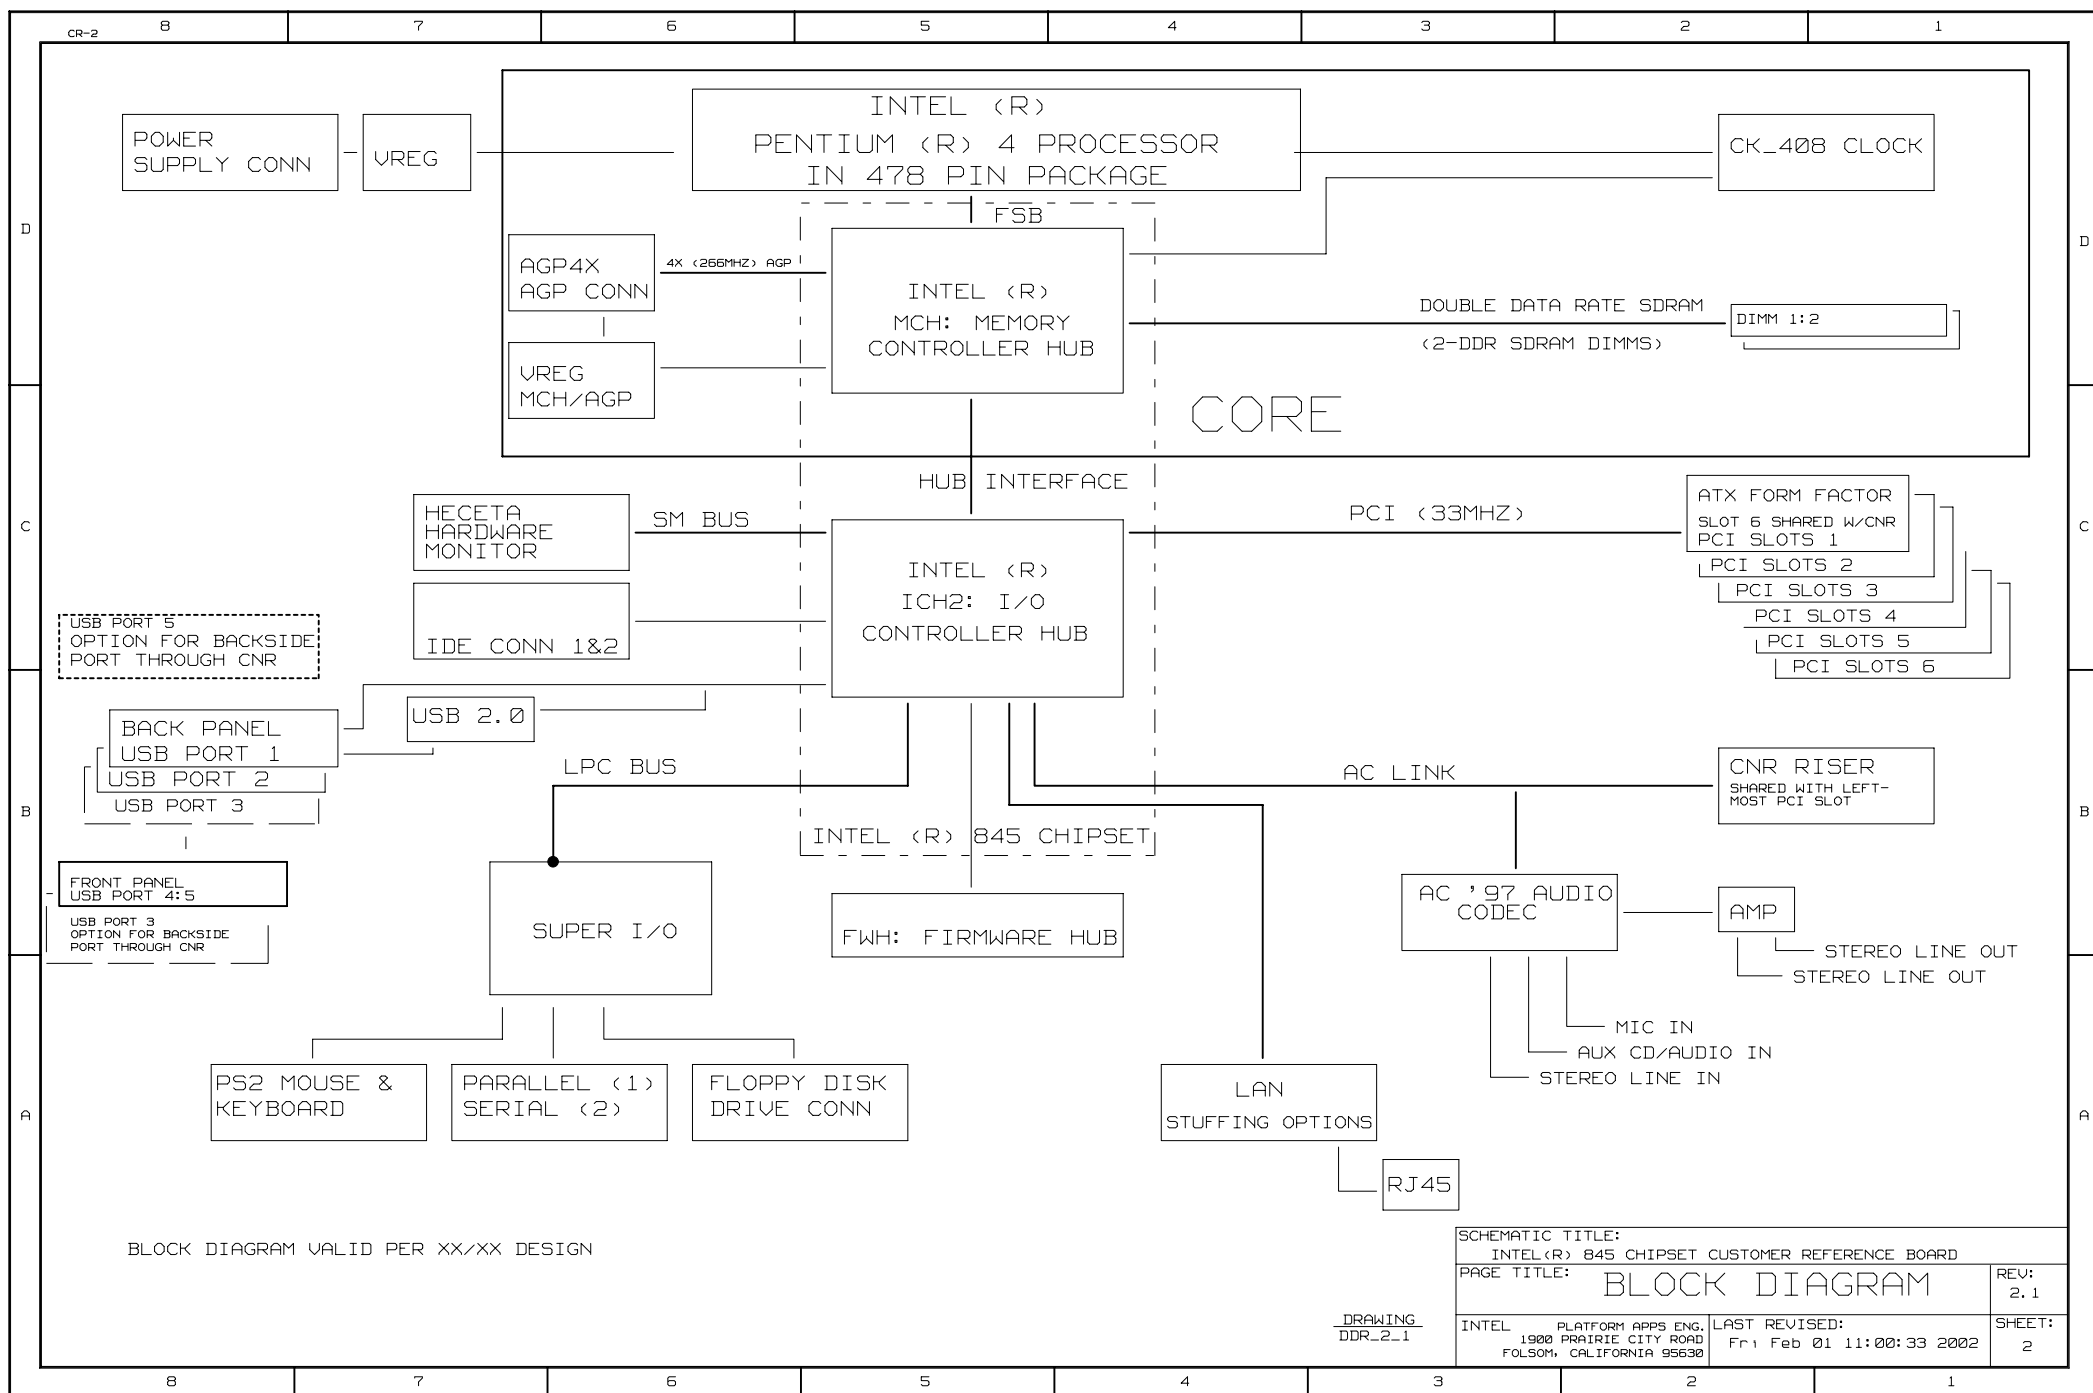 CR-2
8 7 6 5 4 3 2 1
INTEL (R)
PENTIUM (R) 4 PROCESSOR
IN 478 PIN PACKAGE
POWER
SUPPLY CONN
VREG
CK_408 CLOCK
D
D
FSB
AGP4X
AGP CONN
4X (266MHZ) AGP
INTEL (R)
MCH: MEMORY
CONTROLLER HUB
DOUBLE DATA RATE SDRAM
(2-DDR SDRAM DIMMS)
DIMM 1:2
VREG
MCH/AGP
CORE
HUB INTERFACE
C
C
HECETA
HARDWARE
MONITOR
SM BUS
PCI (33MHZ)
ATX FORM FACTOR
SLOT 6 SHARED W/CNR
PCI SLOTS 1
PCI SLOTS 2
PCI SLOTS 3
PCI SLOTS 4
PCI SLOTS 5
PCI SLOTS 6
INTEL (R)
ICH2: I/O
CONTROLLER HUB
IDE CONN 1&2
USB PORT 5
OPTION FOR BACKSIDE
PORT THROUGH CNR
USB 2.0
BACK PANEL
USB PORT 1
USB PORT 2
USB PORT 3
LPC BUS
AC LINK
CNR RISER
SHARED WITH LEFT-
MOST PCI SLOT
B
B
INTEL (R) 845 CHIPSET
FRONT PANEL
USB PORT 4:5
USB PORT 3
OPTION FOR BACKSIDE
PORT THROUGH CNR
SUPER I/O
FWH: FIRMWARE HUB
AC '97 AUDIO
CODEC
AMP
STEREO LINE OUT
STEREO LINE OUT
MIC IN
AUX CD/AUDIO IN
STEREO LINE IN
PS2 MOUSE &
KEYBOARD
PARALLEL (1)
SERIAL (2)
FLOPPY DISK
DRIVE CONN
LAN
STUFFING OPTIONS
A
A
RJ45
BLOCK DIAGRAM VALID PER XX/XX DESIGN
SCHEMATIC TITLE:
INTEL(R) 845 CHIPSET CUSTOMER REFERENCE BOARD
PAGE TITLE: BLOCK DIAGRAM
REV:
2.1
DRAWING
DDR_2_1
INTEL PLATFORM APPS ENG.
1900 PRAIRIE CITY ROAD
FOLSOM, CALIFORNIA 95630
LAST REVISED:
Fri Feb 01 11:00:33 2002
SHEET:
2
8 7 6 5 4 3 2 1